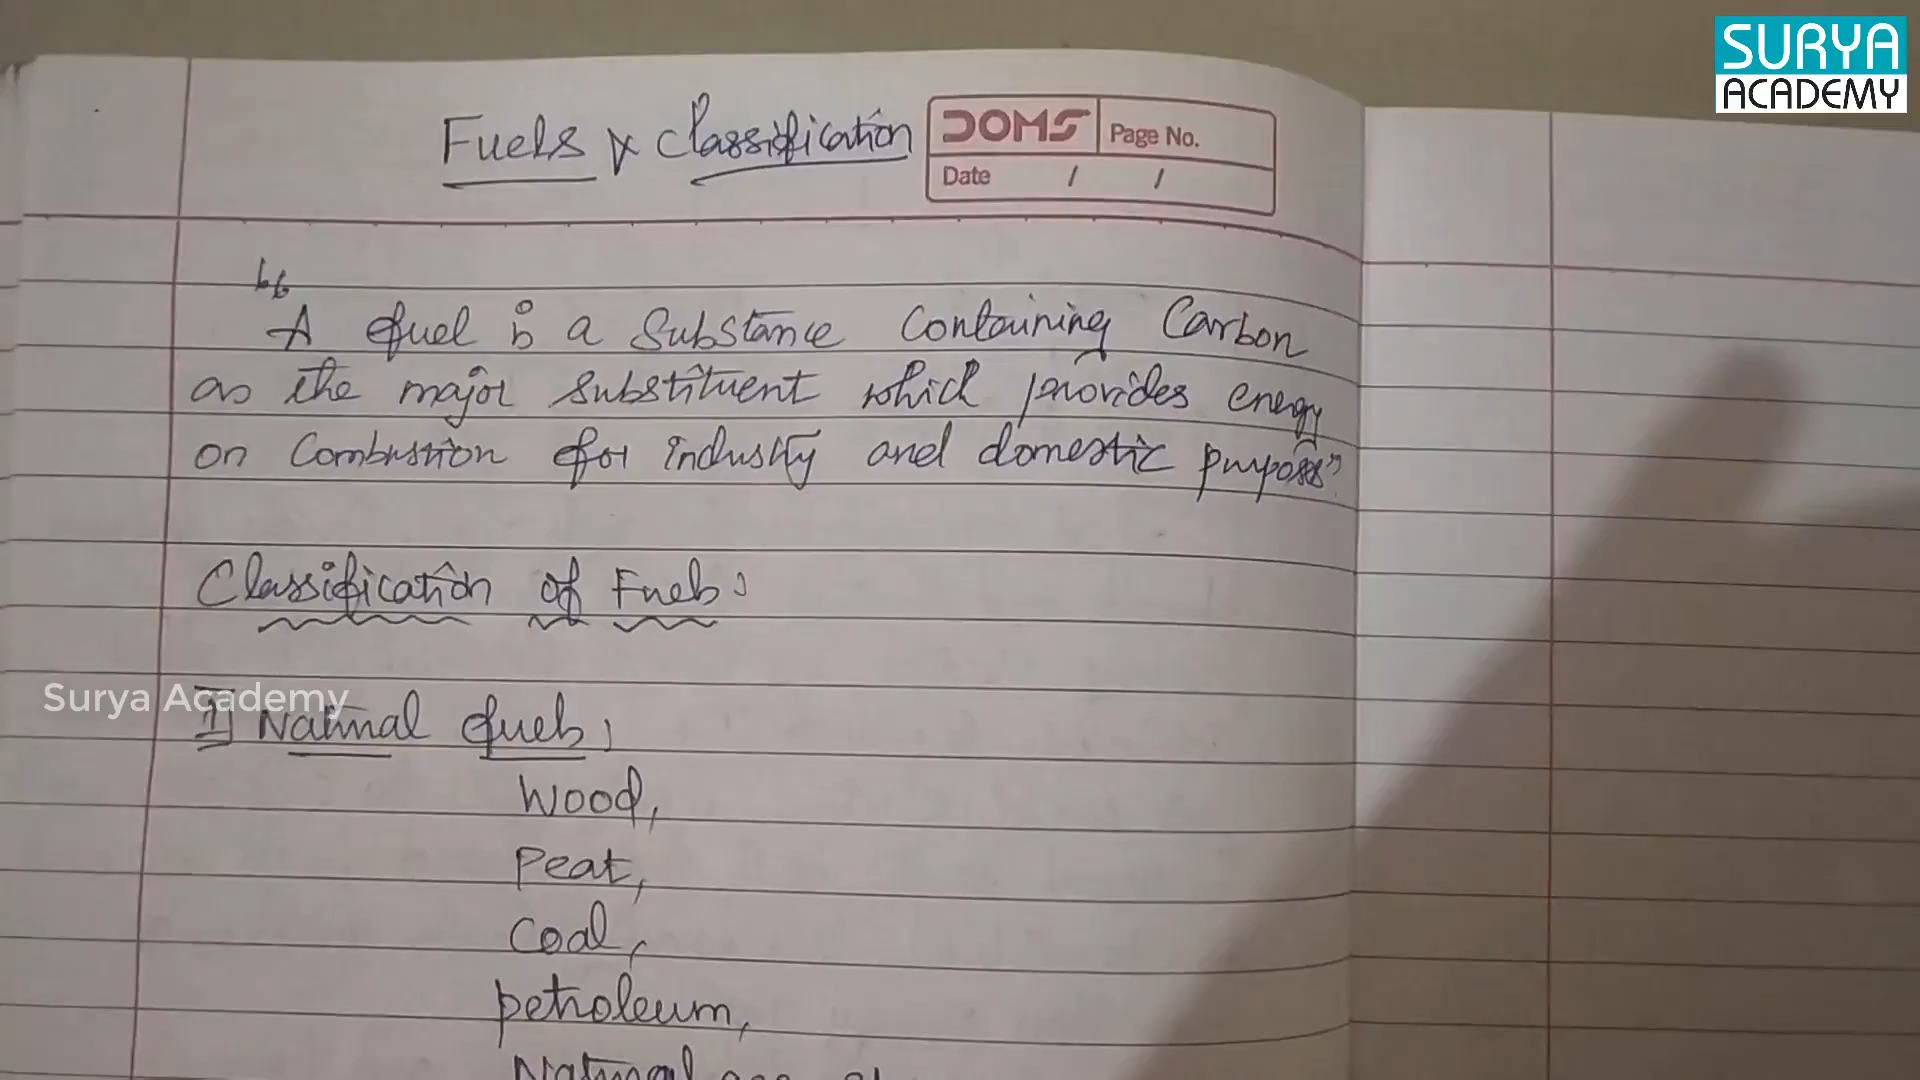 SURYA
ACADEMY
Fuels & Classification
DOMS
Page No.
Date / /
"A fuel is a substance containing Carbon
as the major substituent which provides energy
on Combustion for industry and domestic purposes"
Classification of Fuels:
Surya Academy
I] Natural fuels:
Wood,
Peat,
Coal,
petroleum,
Natural gas